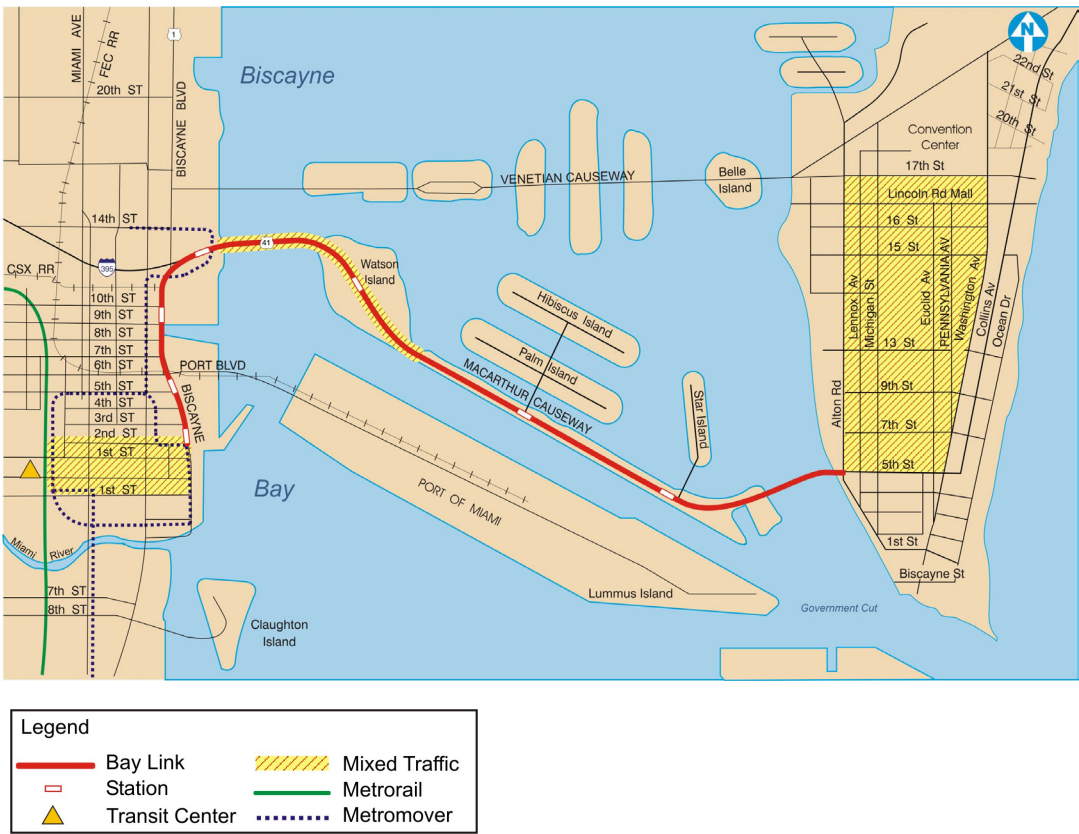 MIAMI AVE
FEC RR
1
BISCAYNE BLVD
20th ST
Biscayne
N
22nd St
21st St
20th St
Convention
Center
17th St
VENETIAN CAUSEWAY
Belle
Island
Lincoln Rd Mall
14th ST
16 St
41
15 St
395
CSX RR
Watson
Island
Lennox Av
Michigan St
Euclid Av
PENNSYLVANIA AV
Washington Av
Collins Av
Ocean Dr
10th ST
9th ST
8th ST
7th ST
6th ST
PORT BLVD
5th ST
4th ST
3rd ST
2nd ST
1st ST
1st ST
BISCAYNE
Hibiscus Island
Palm Island
MACARTHUR CAUSEWAY
Star Island
13 St
9th St
Alton Rd
7th St
5th St
1st St
Biscayne St
Bay
PORT OF MIAMI
Miami River
7th ST
8th ST
Lummus Island
Government Cut
Claughton
Island
Legend
Bay Link
Station
Transit Center
Mixed Traffic
Metrorail
Metromover